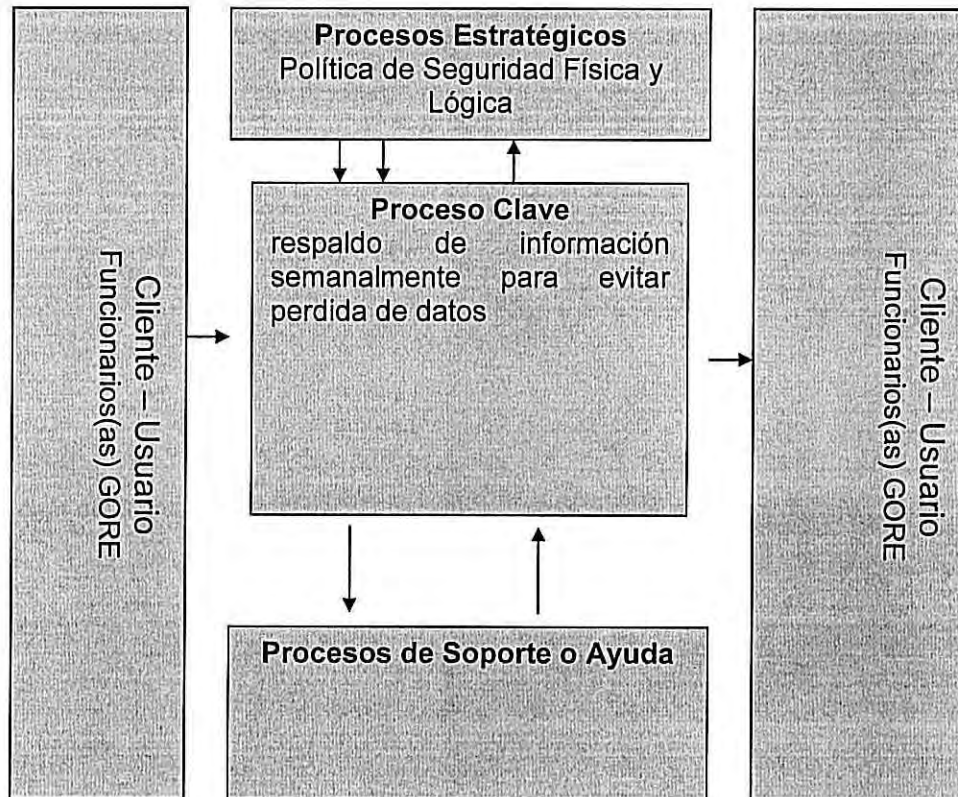 Procesos Estratégicos
Política de Seguridad Física y
Lógica
Proceso Clave
respaldo de información
semanalmente para evitar
perdida de datos
Cliente – Usuario
Funcionarios(as) GORE
Cliente – Usuario
Funcionarios(as) GORE
Procesos de Soporte o Ayuda